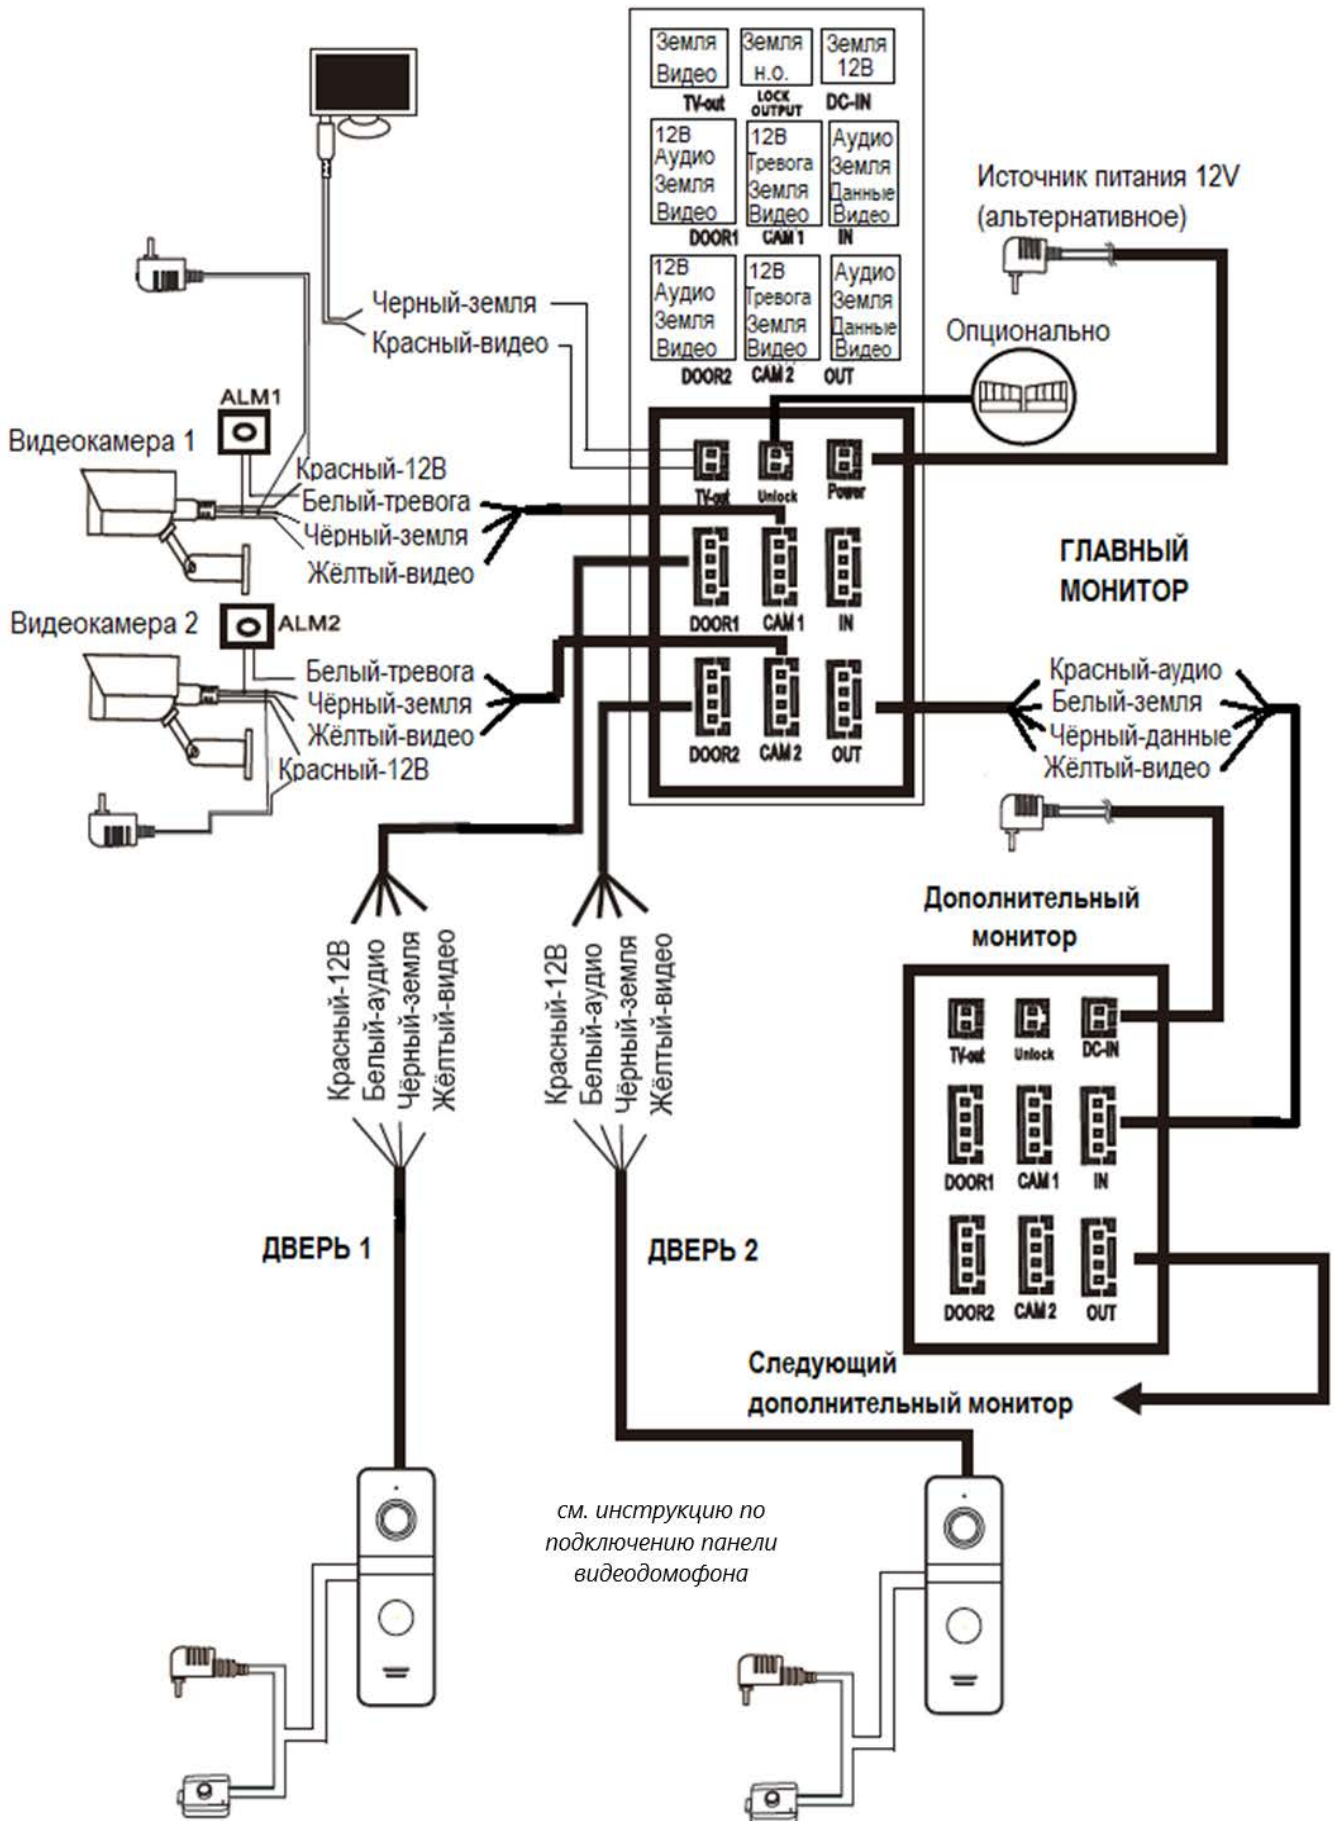 Земля Земля Земля
Видео н.о. 12В
TV-out LOCK OUTPUT DC-IN
12В 12В Аудио
Аудио Тревога Земля
Земля Земля Данные
Видео Видео Видео
DOOR1 CAM 1 IN
12В 12В Аудио
Аудио Тревога Земля
Земля Земля Данные
Видео Видео Видео
DOOR2 CAM 2 OUT
Источник питания 12V
(альтернативное)
Черный-земля
Красный-видео
Опционально
ALM1
Видеокамера 1
Красный-12В
Белый-тревога
Чёрный-земля
Жёлтый-видео
TV-out Unlock Power
DOOR1 CAM 1 IN
DOOR2 CAM 2 OUT
ГЛАВНЫЙ
МОНИТОР
Видеокамера 2
ALM2
Белый-тревога
Чёрный-земля
Жёлтый-видео
Красный-12В
Красный-аудио
Белый-земля
Чёрный-данные
Жёлтый-видео
Дополнительный
монитор
TV-out Unlock DC-IN
DOOR1 CAM 1 IN
DOOR2 CAM 2 OUT
Красный-12В
Белый-аудио
Чёрный-земля
Жёлтый-видео
Красный-12В
Белый-аудио
Чёрный-земля
Жёлтый-видео
ДВЕРЬ 1
ДВЕРЬ 2
Следующий
дополнительный монитор
см. инструкцию по
подключению панели
видеодомофона